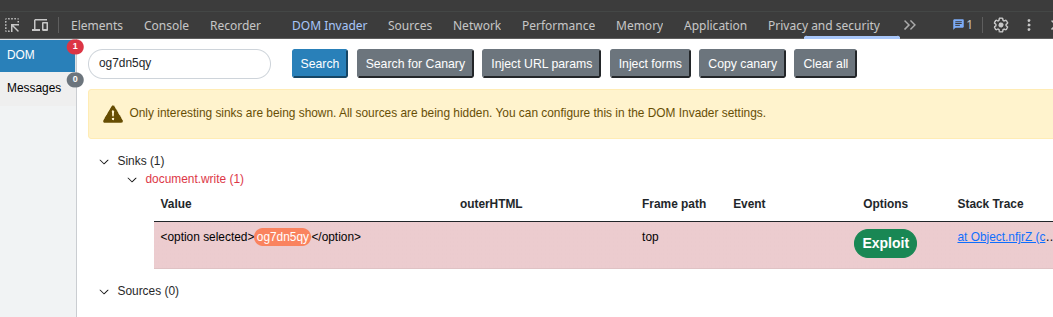 Elements Console Recorder DOM Invader Sources Network Performance Memory Application Privacy and security 1
DOM 1
Messages 0
og7dn5qy Search Search for Canary Inject URL params Inject forms Copy canary Clear all
Only interesting sinks are being shown. All sources are being hidden. You can configure this in the DOM Invader settings.
Sinks (1)
document.write (1)
Value outerHTML Frame path Event Options Stack Trace
<option selected>og7dn5qy</option> top Exploit at Object.nfjrZ (c...
Sources (0)